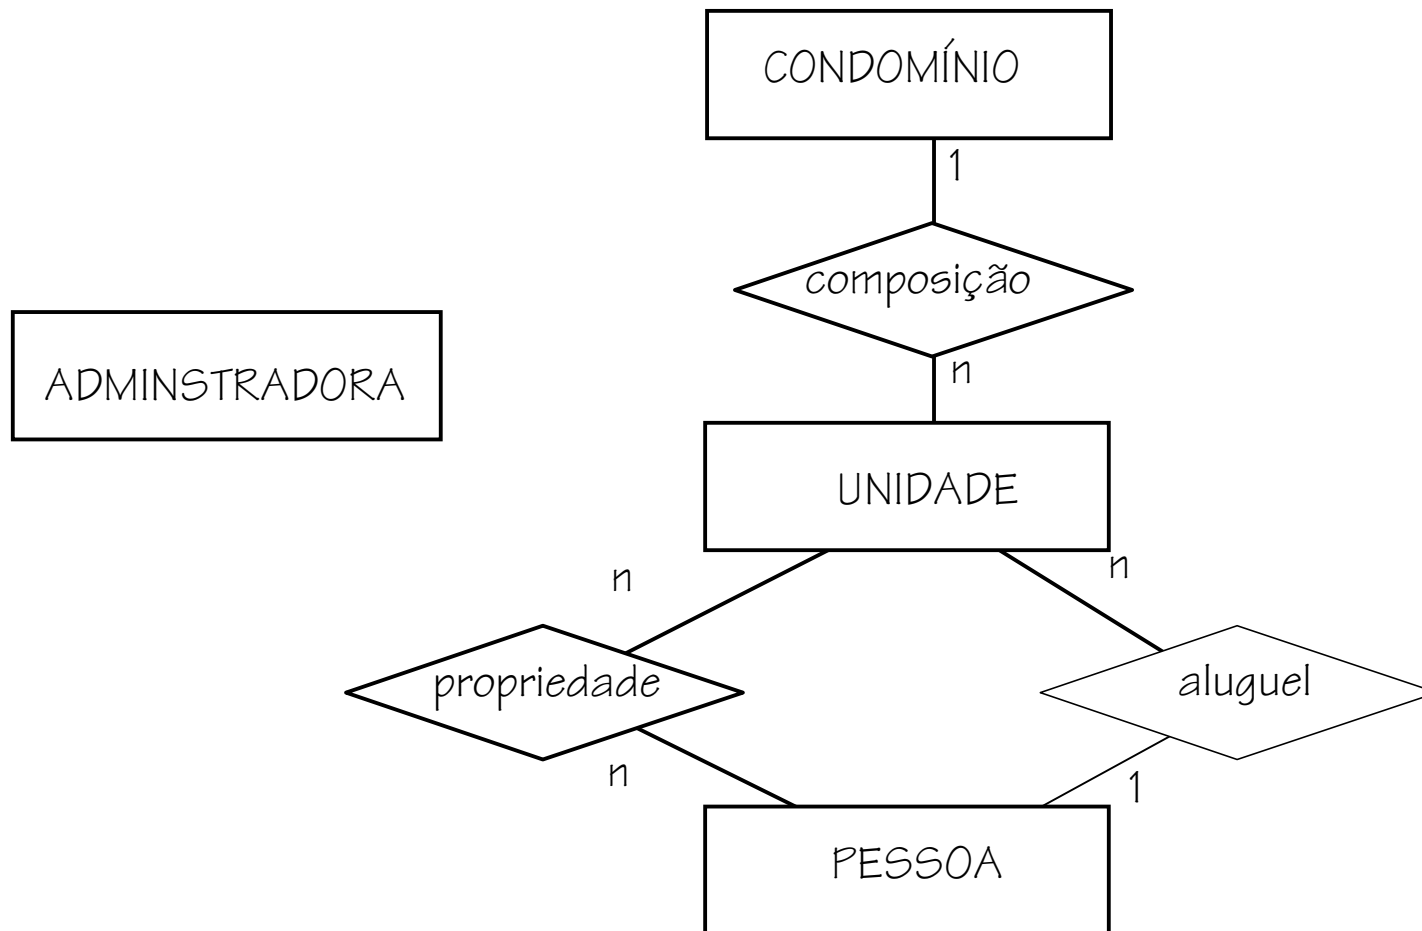 CONDOMÍNIO
1
composição
n
ADMINSTRADORA
UNIDADE
n
n
propriedade
aluguel
n
1
PESSOA